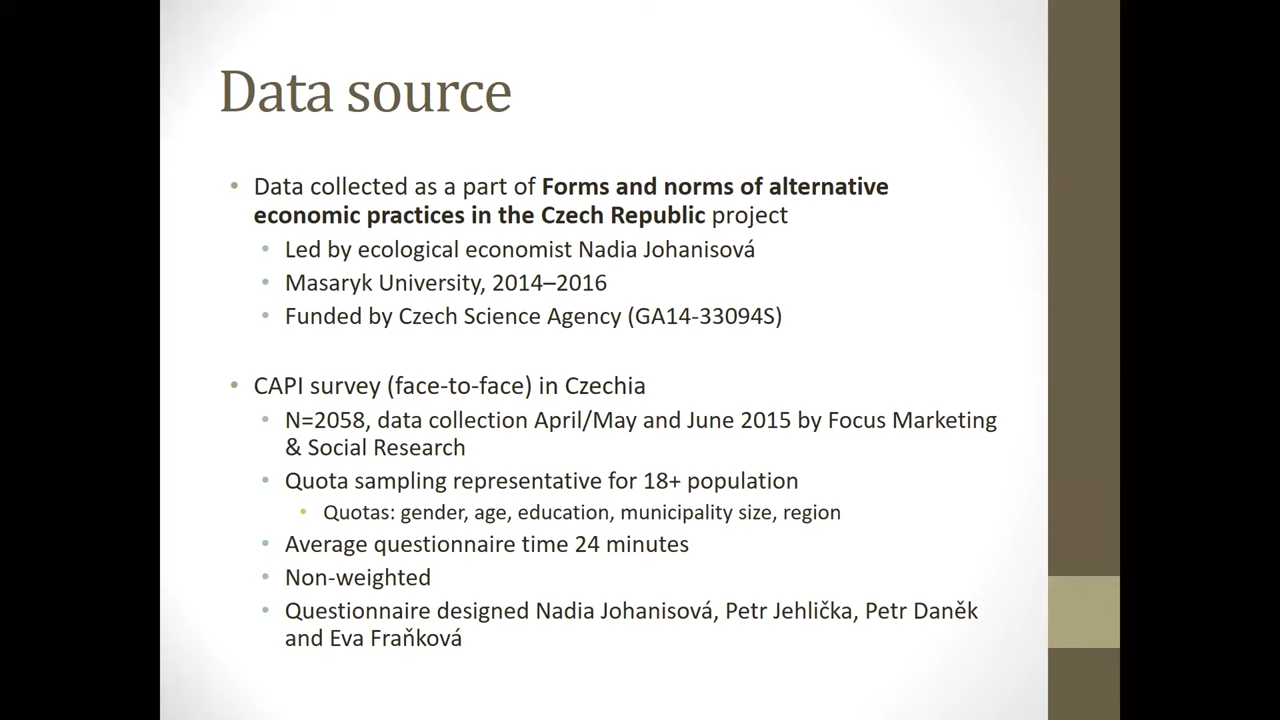 Data source
• Data collected as a part of Forms and norms of alternative
economic practices in the Czech Republic project
• Led by ecological economist Nadia Johanisová
• Masaryk University, 2014–2016
• Funded by Czech Science Agency (GA14-33094S)
• CAPI survey (face-to-face) in Czechia
• N=2058, data collection April/May and June 2015 by Focus Marketing
& Social Research
• Quota sampling representative for 18+ population
• Quotas: gender, age, education, municipality size, region
• Average questionnaire time 24 minutes
• Non-weighted
• Questionnaire designed Nadia Johanisová, Petr Jehlička, Petr Daněk
and Eva Fraňková